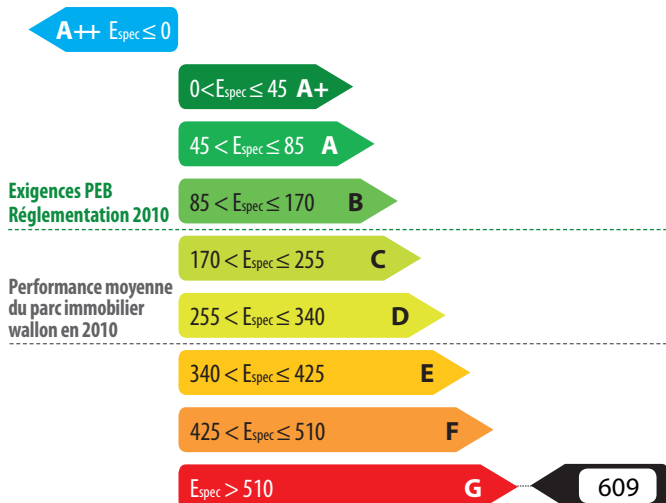 A++ Espec ≤ 0
0 < Espec ≤ 45 A+
45 < Espec ≤ 85 A
Exigences PEB
Réglementation 2010
85 < Espec ≤ 170 B
170 < Espec ≤ 255 C
Performance moyenne
du parc immobilier
wallon en 2010
255 < Espec ≤ 340 D
340 < Espec ≤ 425 E
425 < Espec ≤ 510 F
Espec > 510 G 609